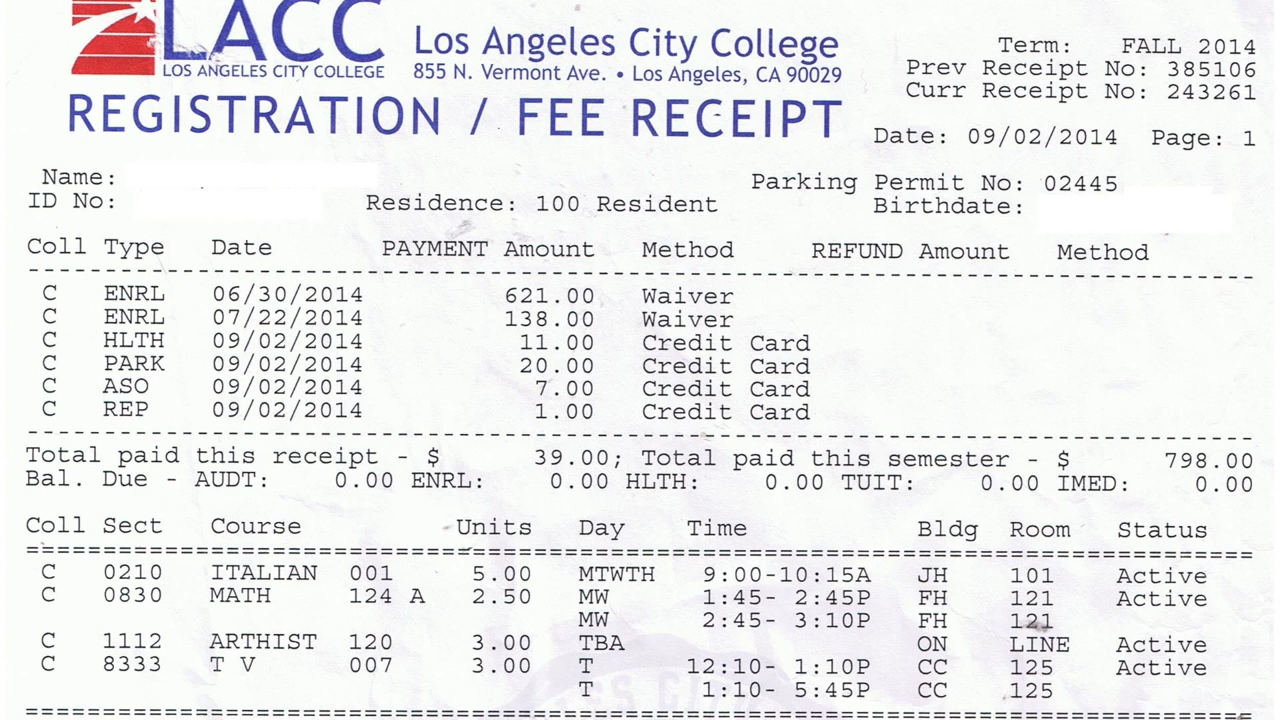 LACC
LOS ANGELES CITY COLLEGE
Los Angeles City College
855 N. Vermont Ave. • Los Angeles, CA 90029
REGISTRATION / FEE RECEIPT
Term: FALL 2014
Prev Receipt No: 385106
Curr Receipt No: 243261
Date: 09/02/2014 Page: 1
Name:
Parking Permit No: 02445
ID No: Residence: 100 Resident Birthdate:
Coll Type Date PAYMENT Amount Method REFUND Amount Method
C ENRL 06/30/2014 621.00 Waiver
C ENRL 07/22/2014 138.00 Waiver
C HLTH 09/02/2014 11.00 Credit Card
C PARK 09/02/2014 20.00 Credit Card
C ASO 09/02/2014 7.00 Credit Card
C REP 09/02/2014 1.00 Credit Card
Total paid this receipt - $ 39.00; Total paid this semester - $ 798.00
Bal. Due - AUDT: 0.00 ENRL: 0.00 HLTH: 0.00 TUIT: 0.00 IMED: 0.00
Coll Sect Course Units Day Time Bldg Room Status
C 0210 ITALIAN 001 5.00 MTWTH 9:00-10:15A JH 101 Active
C 0830 MATH 124 A 2.50 MW 1:45- 2:45P FH 121 Active
MW 2:45- 3:10P FH 121
C 1112 ARTHIST 120 3.00 TBA ON LINE Active
C 8333 T V 007 3.00 T 12:10- 1:10P CC 125 Active
T 1:10- 5:45P CC 125